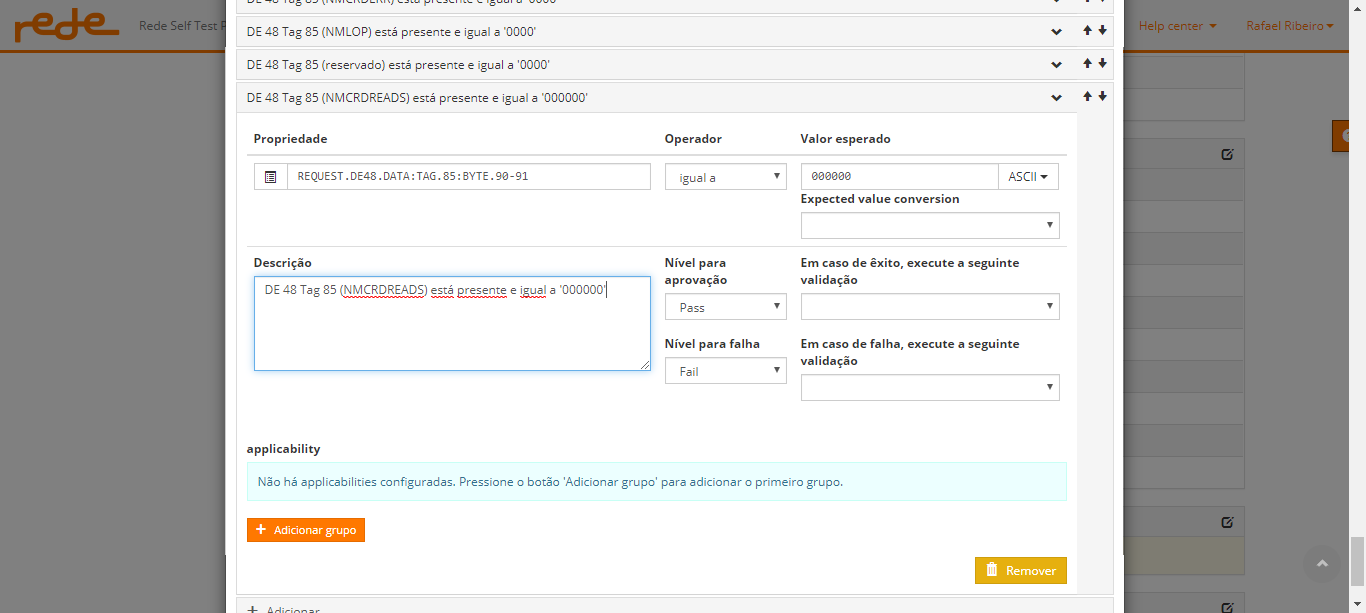 DE 48 Tag 85 (NMCRDERR) está presente e igual a '0000'
rede
Rede Self Test
Help center
Rafael Ribeiro
DE 48 Tag 85 (NMLOP) está presente e igual a '0000'
DE 48 Tag 85 (reservado) está presente e igual a '0000'
DE 48 Tag 85 (NMCRDREADS) está presente e igual a '000000'
Propriedade
Operador
Valor esperado
REQUEST.DE48.DATA:TAG.85:BYTE.90-91
igual a
000000
ASCII
Expected value conversion
Descrição
Nível para
aprovação
Em caso de êxito, execute a seguinte
validação
DE 48 Tag 85 (NMCRDREADS) está presente e igual a '000000'
Pass
Nível para falha
Em caso de falha, execute a seguinte
validação
Fail
applicability
Não há applicabilities configuradas. Pressione o botão 'Adicionar grupo' para adicionar o primeiro grupo.
+ Adicionar grupo
Remover
+ Adicionar